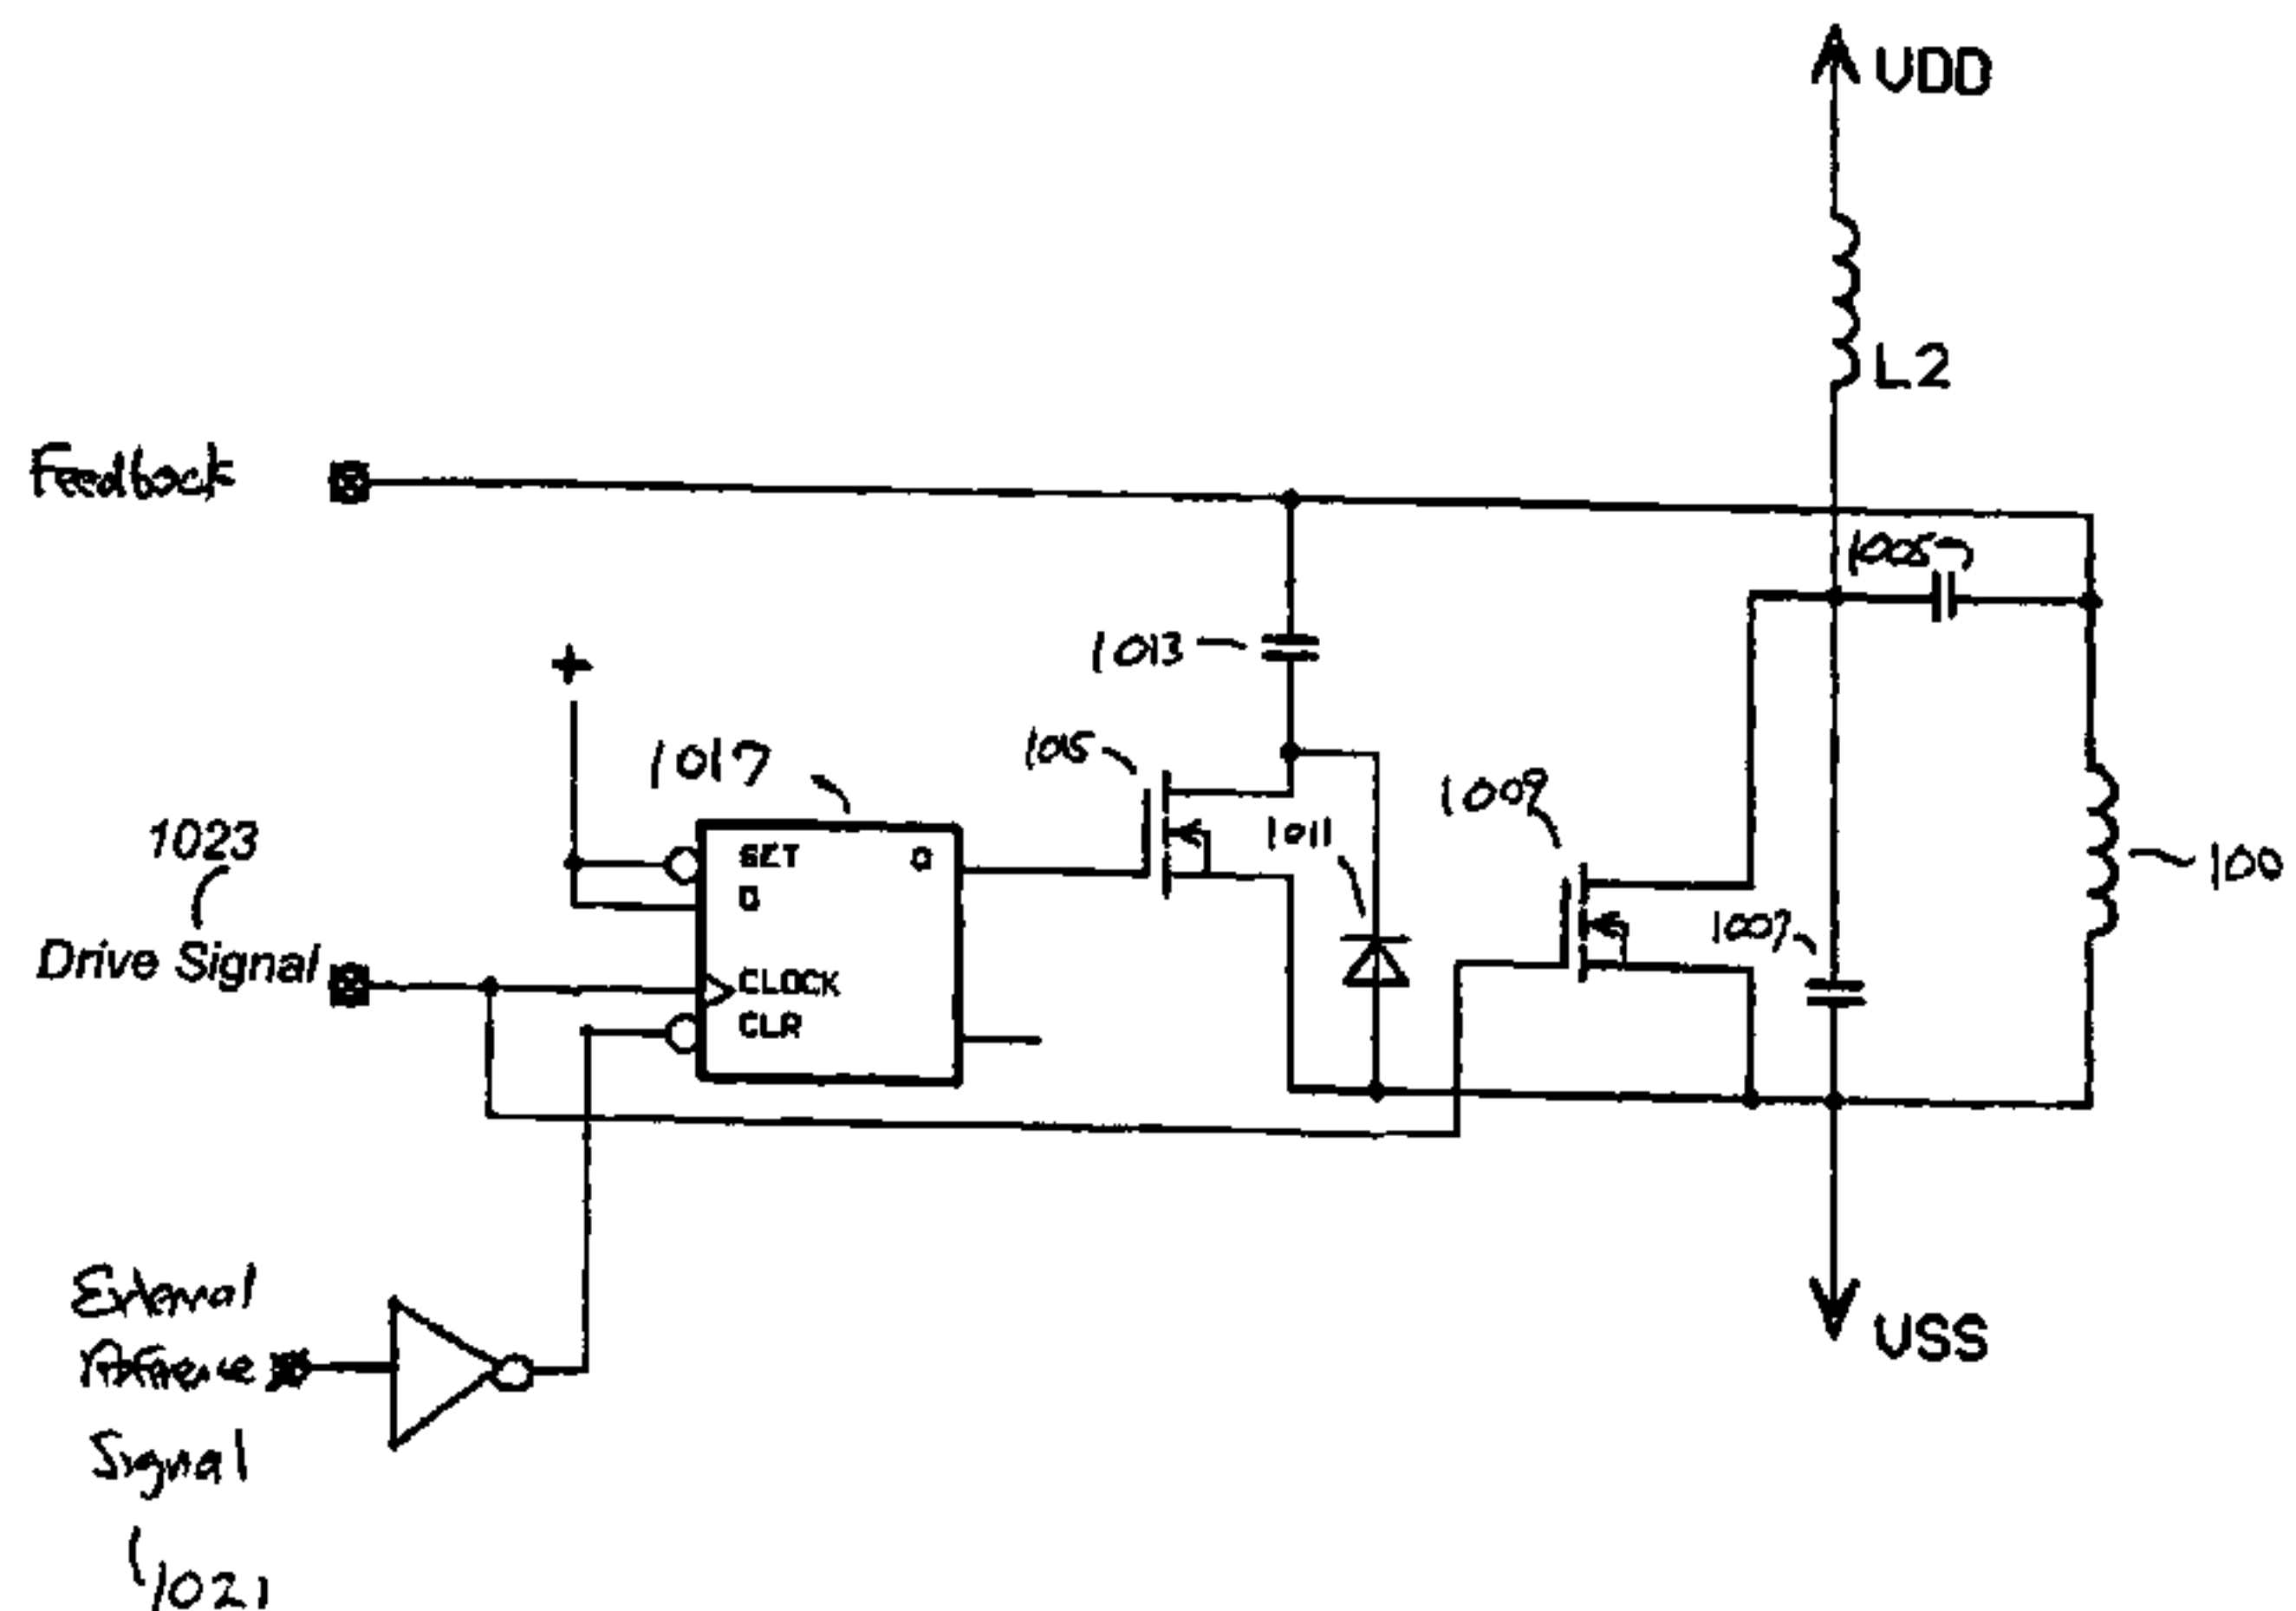 VDD
L2
Feedback
1005
1013
+
1015
1017
1009
1011
1023
SET
Q
D
100
1007
Drive Signal
CLOCK
CLR
External
reference
Signal
VSS
1021